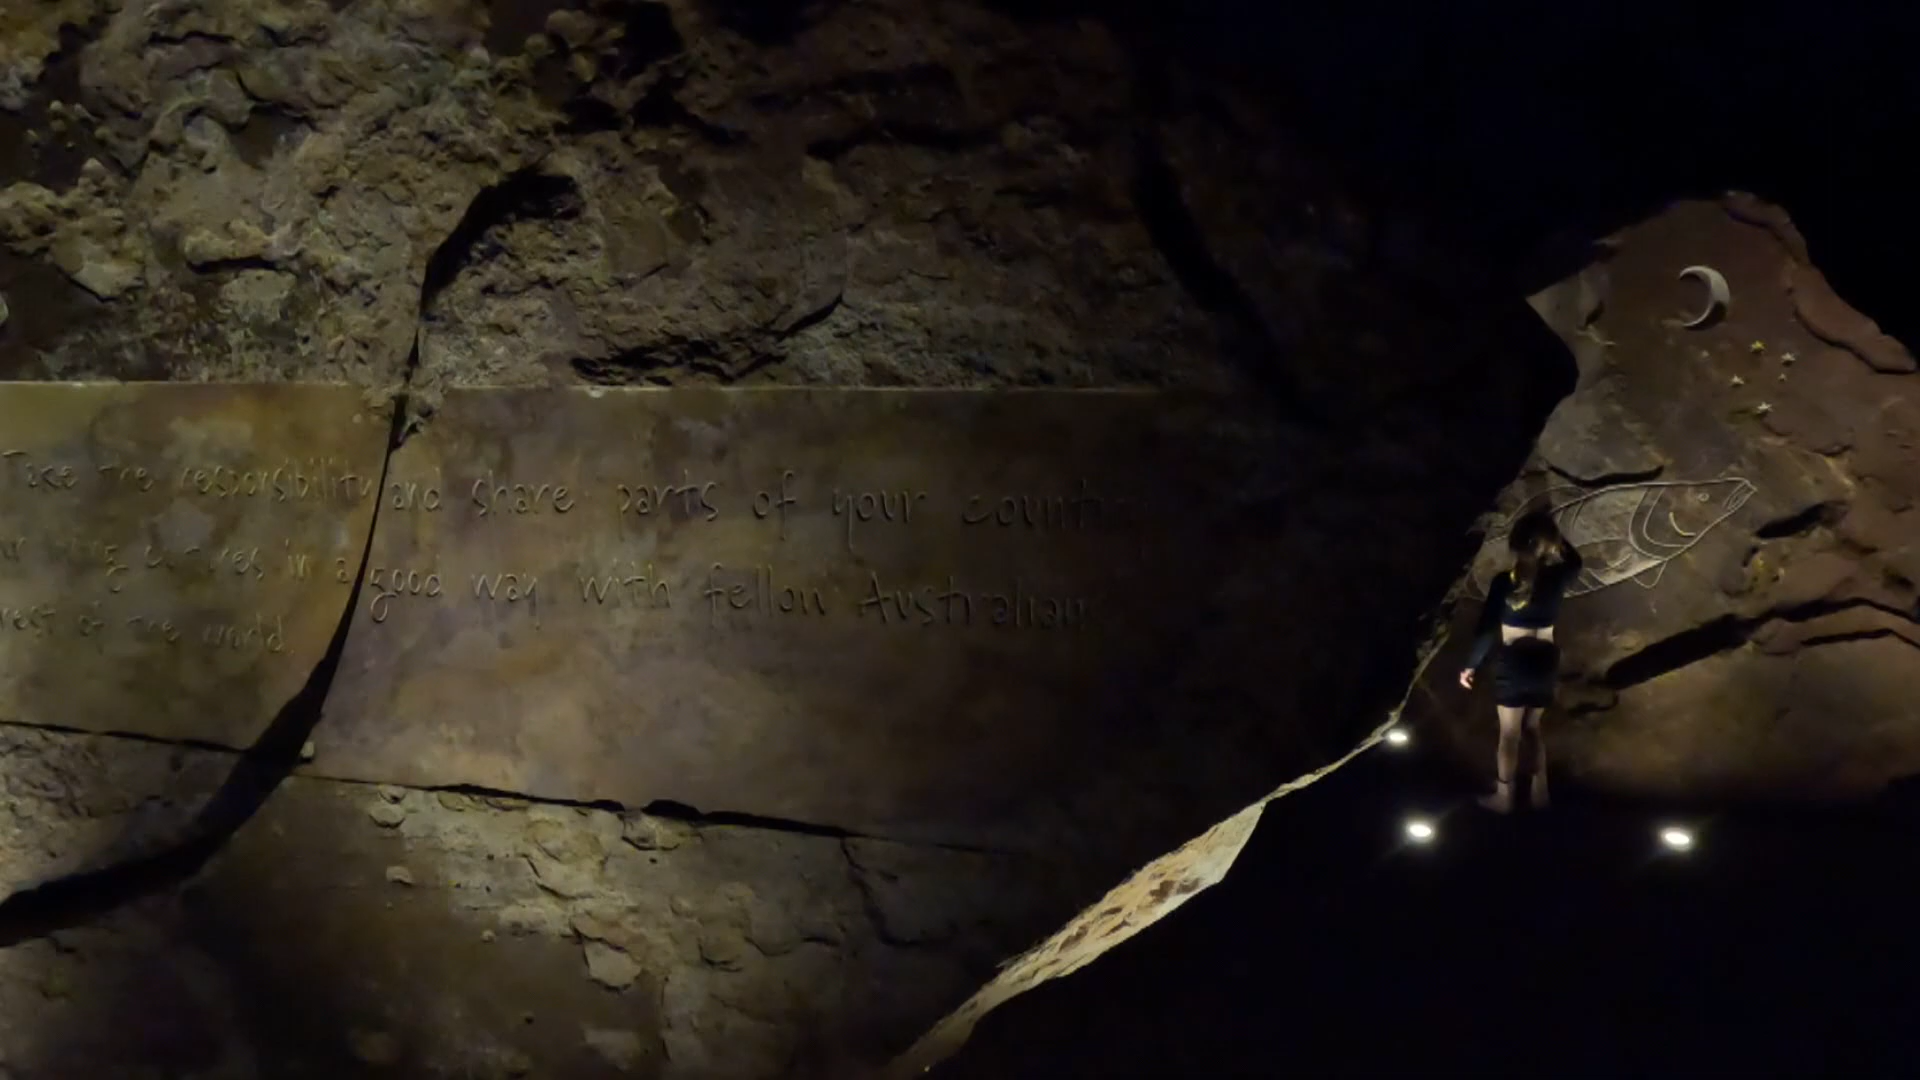 Take the responsibility and share parts of your country
in a good way with fellow Australians
rest of the world.